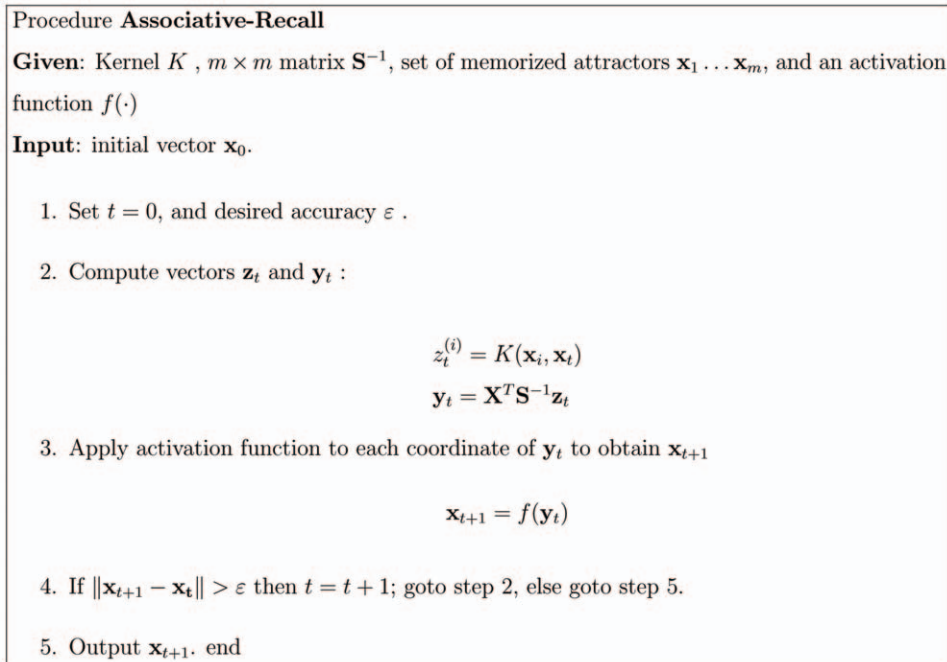 Procedure Associative-Recall
Given: Kernel K , m × m matrix S⁻¹, set of memorized attractors x₁ … xₘ, and an activation
function f(·)
Input: initial vector x₀.
1. Set t = 0, and desired accuracy ε .
2. Compute vectors zₜ and yₜ :
zₜ⁽ⁱ⁾ = K(xᵢ, xₜ)
yₜ = XᵀS⁻¹zₜ
3. Apply activation function to each coordinate of yₜ to obtain xₜ₊₁
xₜ₊₁ = f(yₜ)
4. If ‖xₜ₊₁ − xₜ‖ > ε then t = t + 1; goto step 2, else goto step 5.
5. Output xₜ₊₁. end